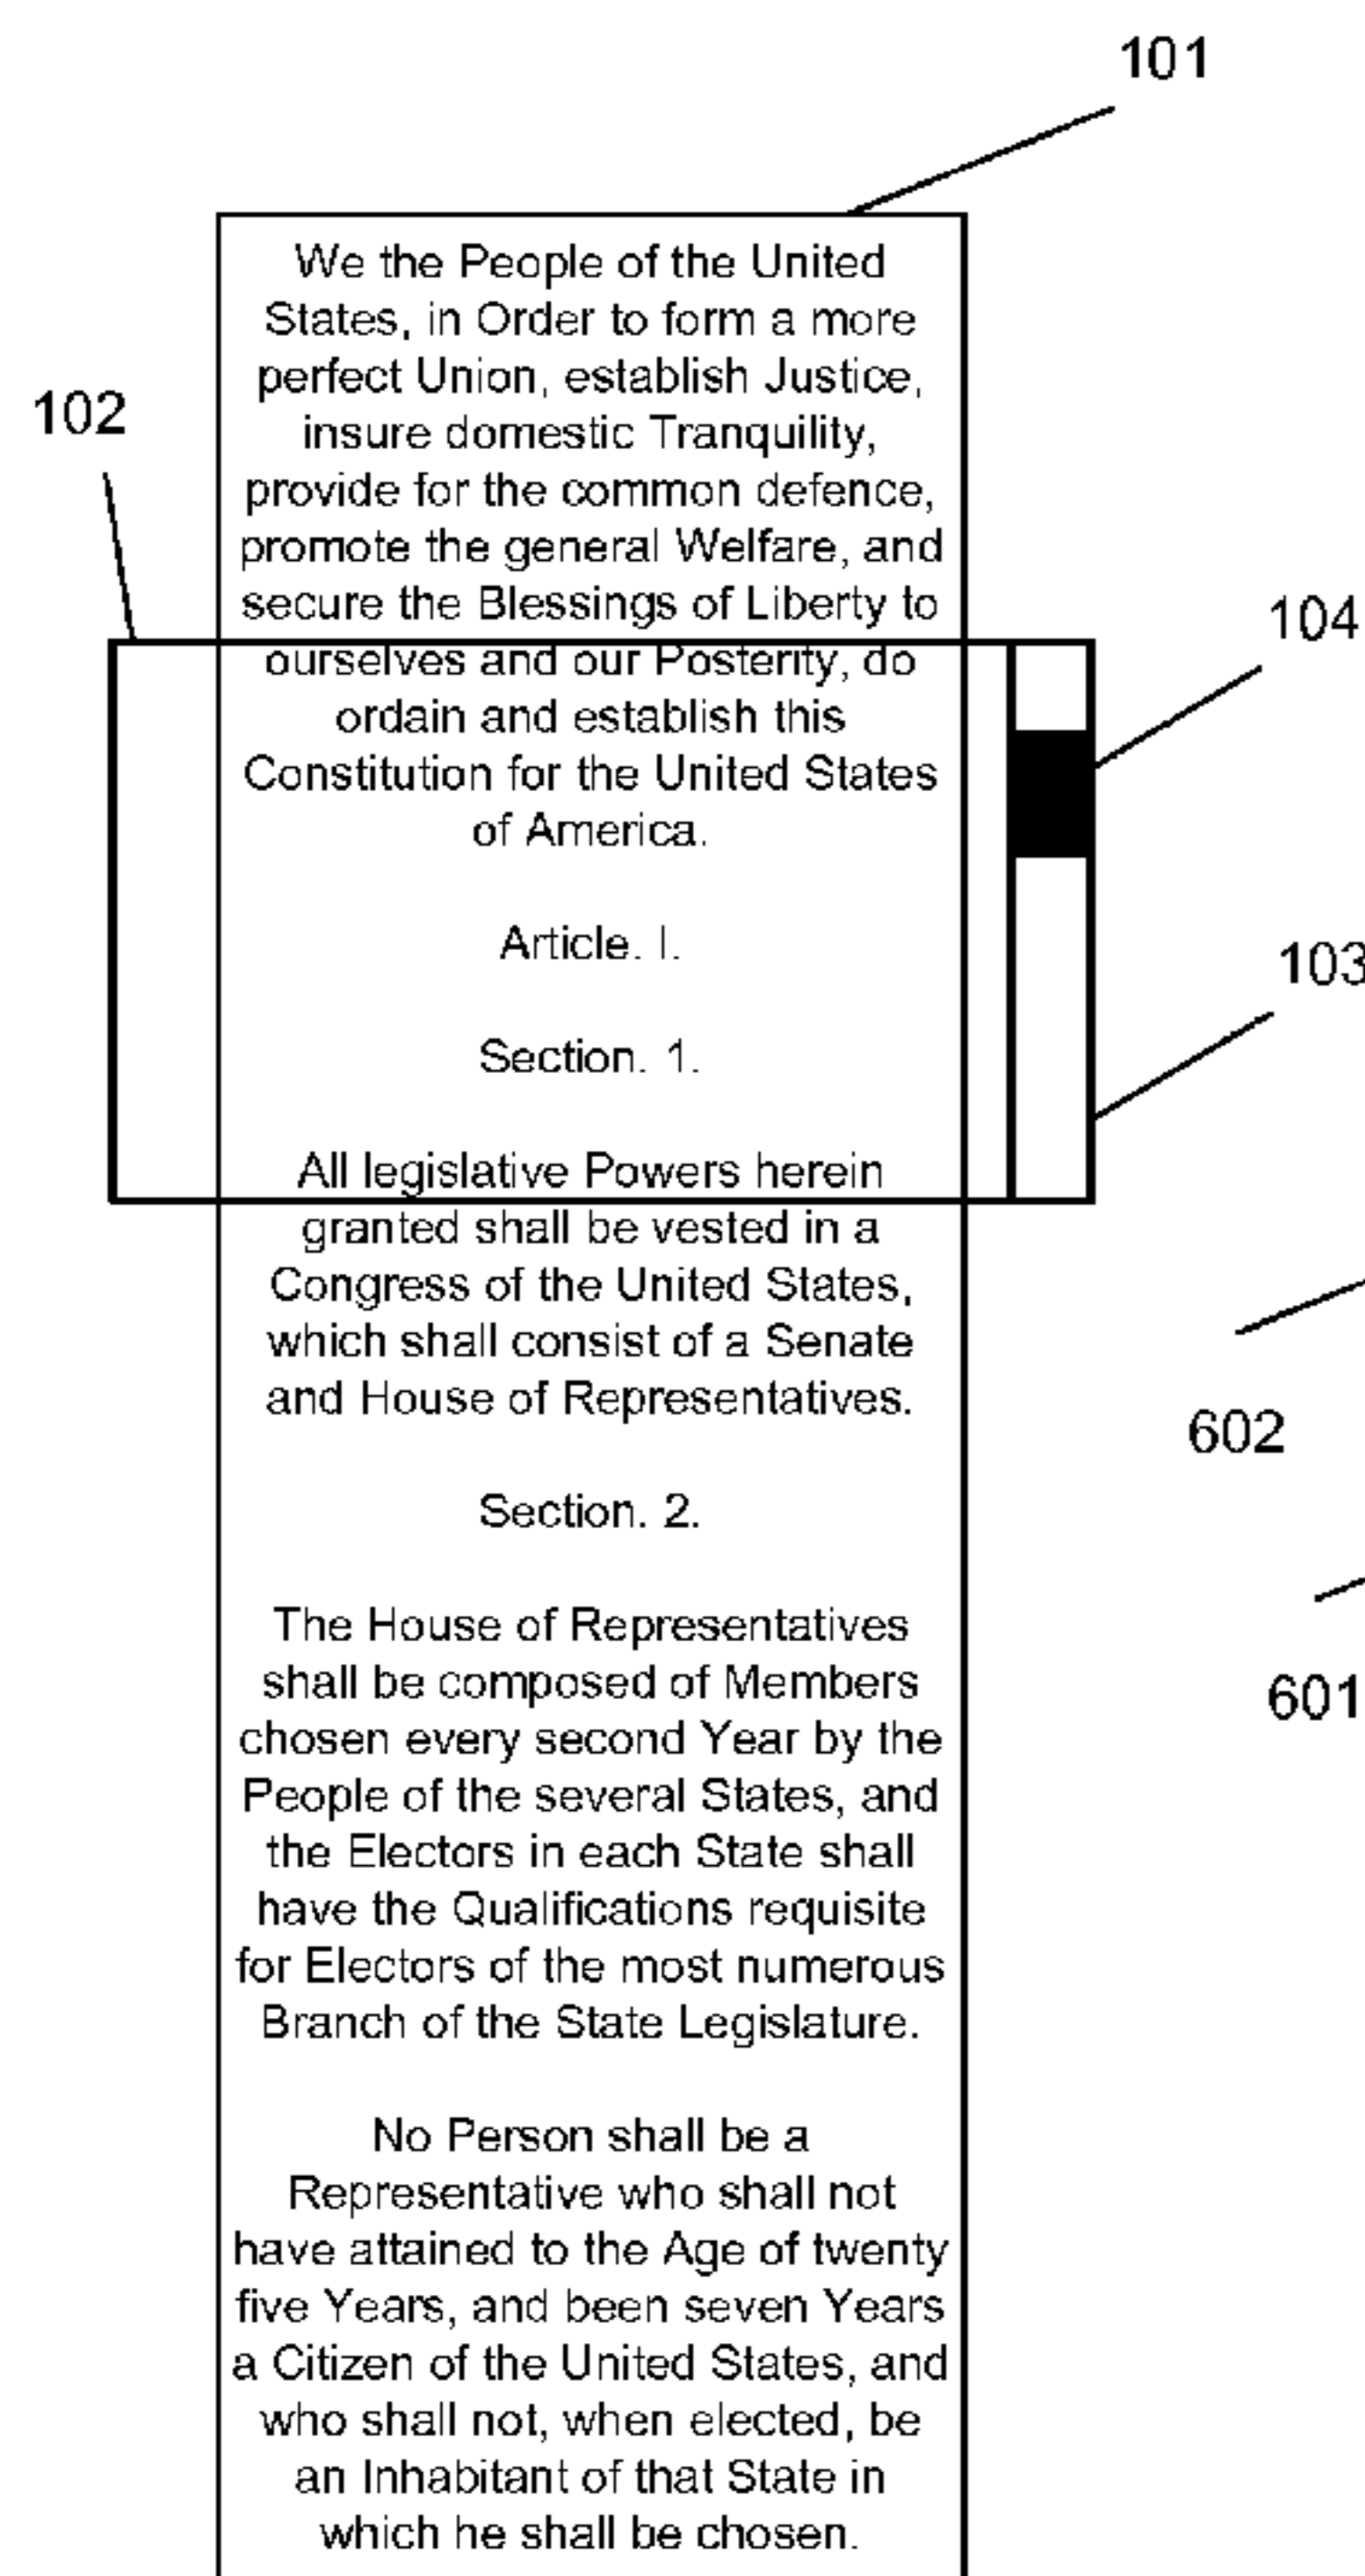 101
We the People of the United
States, in Order to form a more
perfect Union, establish Justice,
102
insure domestic Tranquility,
provide for the common defence,
promote the general Welfare, and
secure the Blessings of Liberty to
104
ourselves and our Posterity, do
ordain and establish this
Constitution for the United States
of America.
Article. I.
103
Section. 1.
All legislative Powers herein
granted shall be vested in a
Congress of the United States,
which shall consist of a Senate
and House of Representatives.
602
Section. 2.
The House of Representatives
shall be composed of Members
601
chosen every second Year by the
People of the several States, and
the Electors in each State shall
have the Qualifications requisite
for Electors of the most numerous
Branch of the State Legislature.
No Person shall be a
Representative who shall not
have attained to the Age of twenty
five Years, and been seven Years
a Citizen of the United States, and
who shall not, when elected, be
an Inhabitant of that State in
which he shall be chosen.